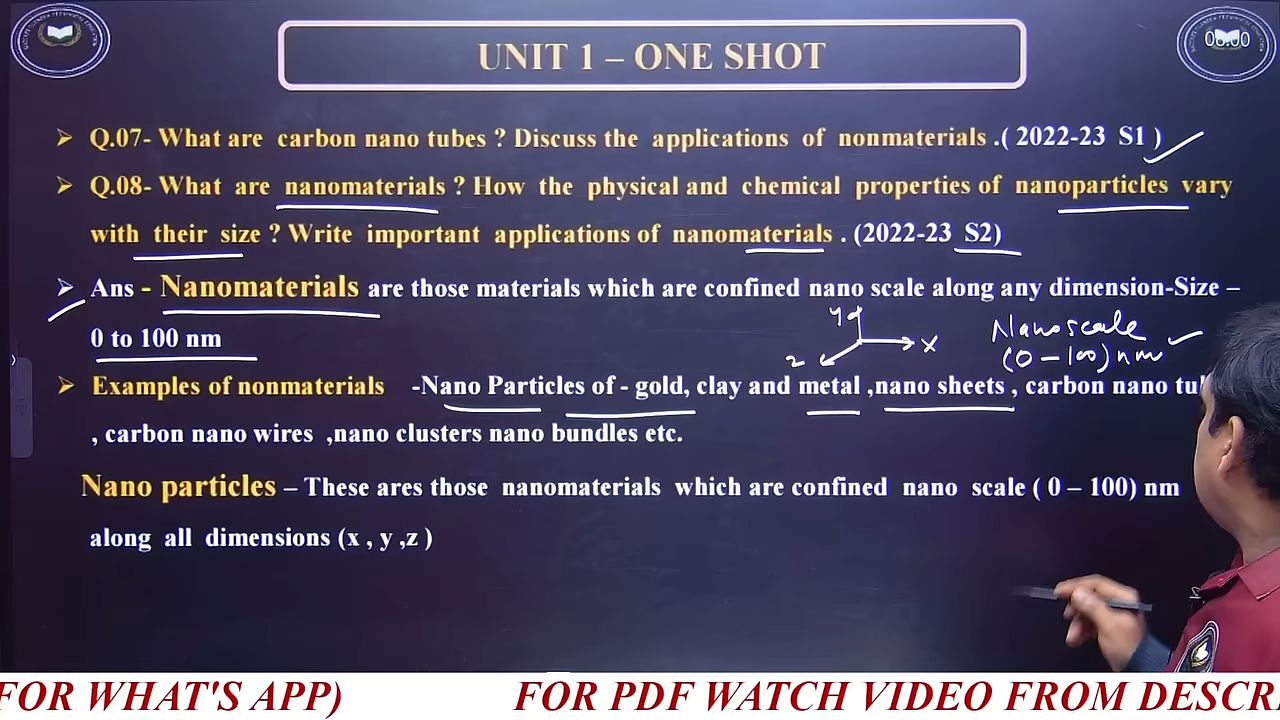 UNIT 1 – ONE SHOT
06:00
➢ Q.07- What are carbon nano tubes ? Discuss the applications of nonmaterials .( 2022-23 S1 )
➢ Q.08- What are nanomaterials ? How the physical and chemical properties of nanoparticles vary
with their size ? Write important applications of nanomaterials . (2022-23 S2)
➢ Ans - Nanomaterials are those materials which are confined nano scale along any dimension-Size –
0 to 100 nm
y
x
z
Nanoscale
(0 – 100) nm
➢ Examples of nonmaterials -Nano Particles of - gold, clay and metal ,nano sheets , carbon nano
, carbon nano wires ,nano clusters nano bundles etc.
Nano particles – These ares those nanomaterials which are confined nano scale ( 0 – 100) nm
along all dimensions (x , y ,z )
FOR WHAT'S APP) FOR PDF WATCH VIDEO FROM